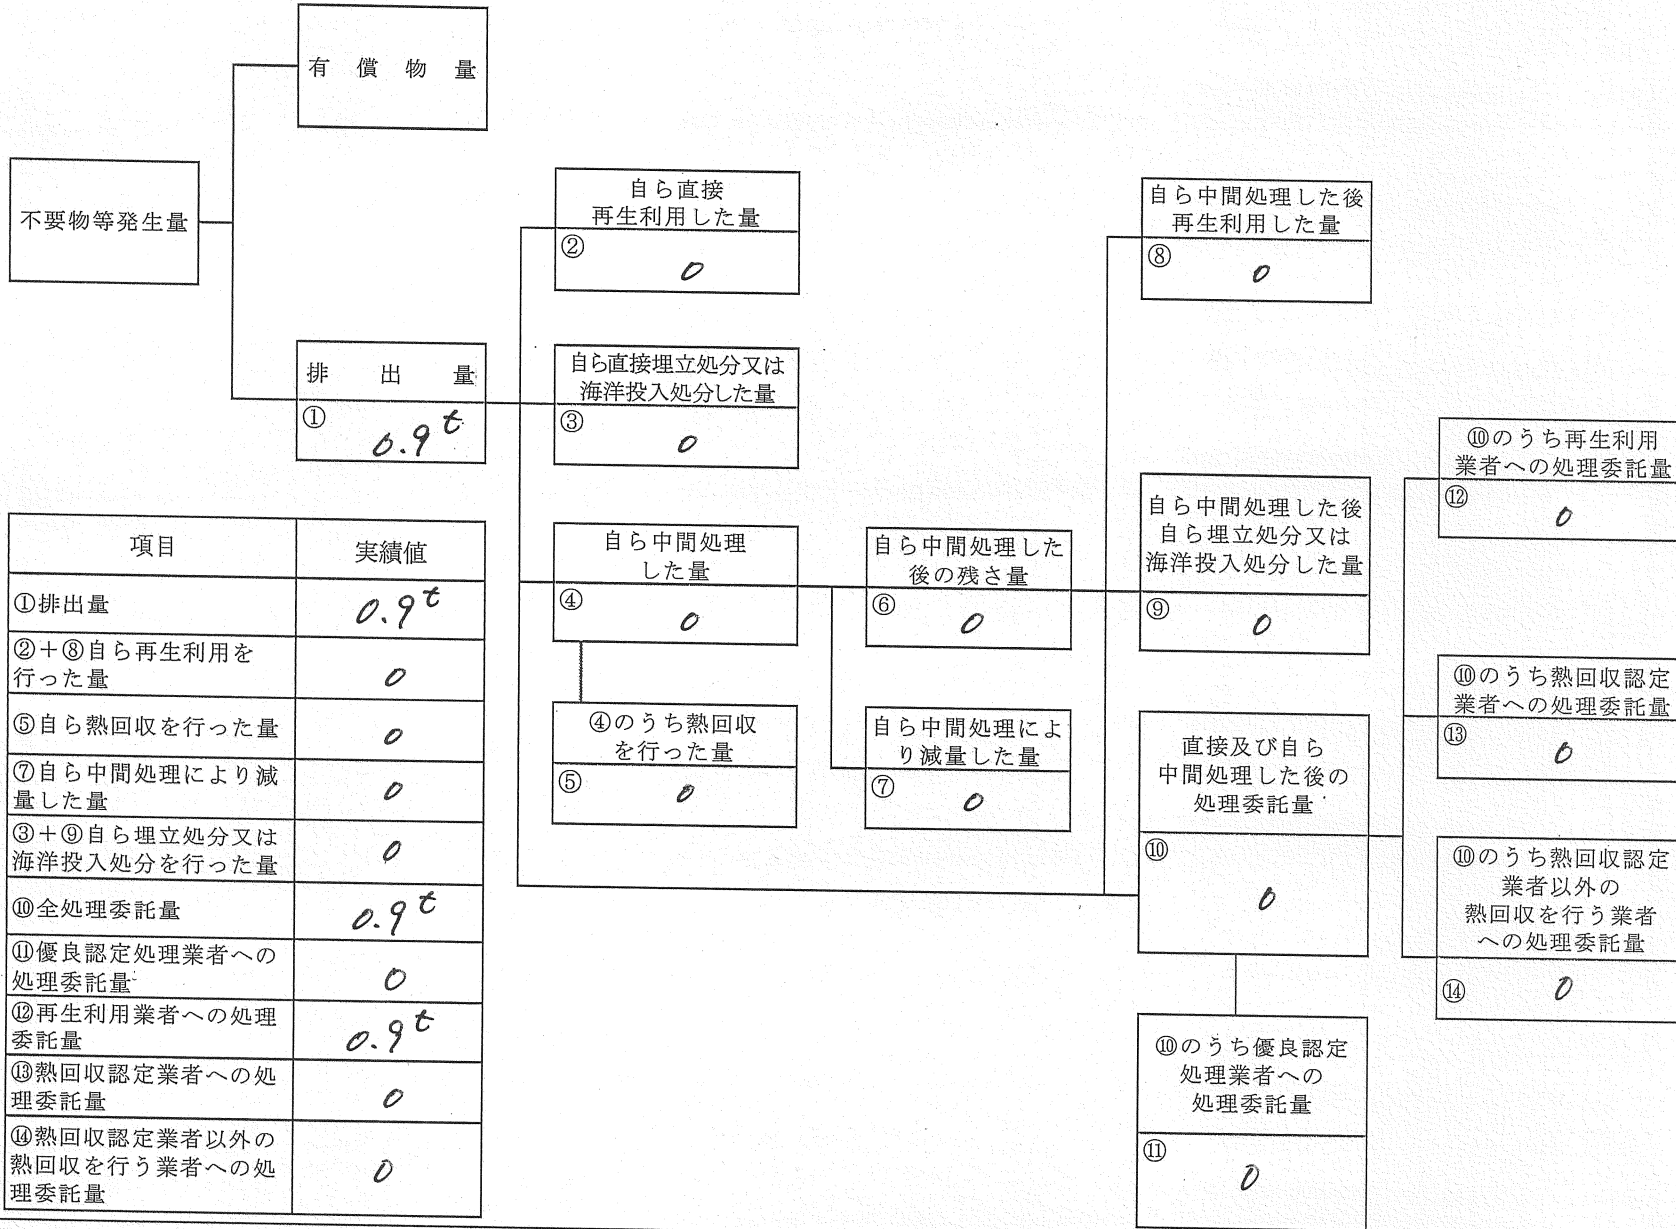 有償物量
不要物等発生量
排出量
① 0.9t
自ら直接
再生利用した量
② 0
自ら直接埋立処分又は
海洋投入処分した量
③ 0
自ら中間処理
した量
④ 0
④のうち熱回収
を行った量
⑤ 0
自ら中間処理した
後の残さ量
⑥ 0
自ら中間処理によ
り減量した量
⑦ 0
自ら中間処理した後
再生利用した量
⑧ 0
自ら中間処理した後
自ら埋立処分又は
海洋投入処分した量
⑨ 0
直接及び自ら
中間処理した後の
処理委託量
⑩ 0
⑩のうち優良認定
処理業者への
処理委託量
⑪ 0
⑩のうち再生利用
業者への処理委託量
⑫ 0
⑩のうち熱回収認定
業者への処理委託量
⑬ 0
⑩のうち熱回収認定
業者以外の
熱回収を行う業者
への処理委託量
⑭ 0
項目 実績値
①排出量 0.9t
②+⑧自ら再生利用を
行った量 0
⑤自ら熱回収を行った量 0
⑦自ら中間処理により減
量した量 0
③+⑨自ら埋立処分又は
海洋投入処分を行った量 0
⑩全処理委託量 0.9t
⑪優良認定処理業者への
処理委託量 0
⑫再生利用業者への処理
委託量 0.9t
⑬熱回収認定業者への処
理委託量 0
⑭熱回収認定業者以外の
熱回収を行う業者への処
理委託量 0